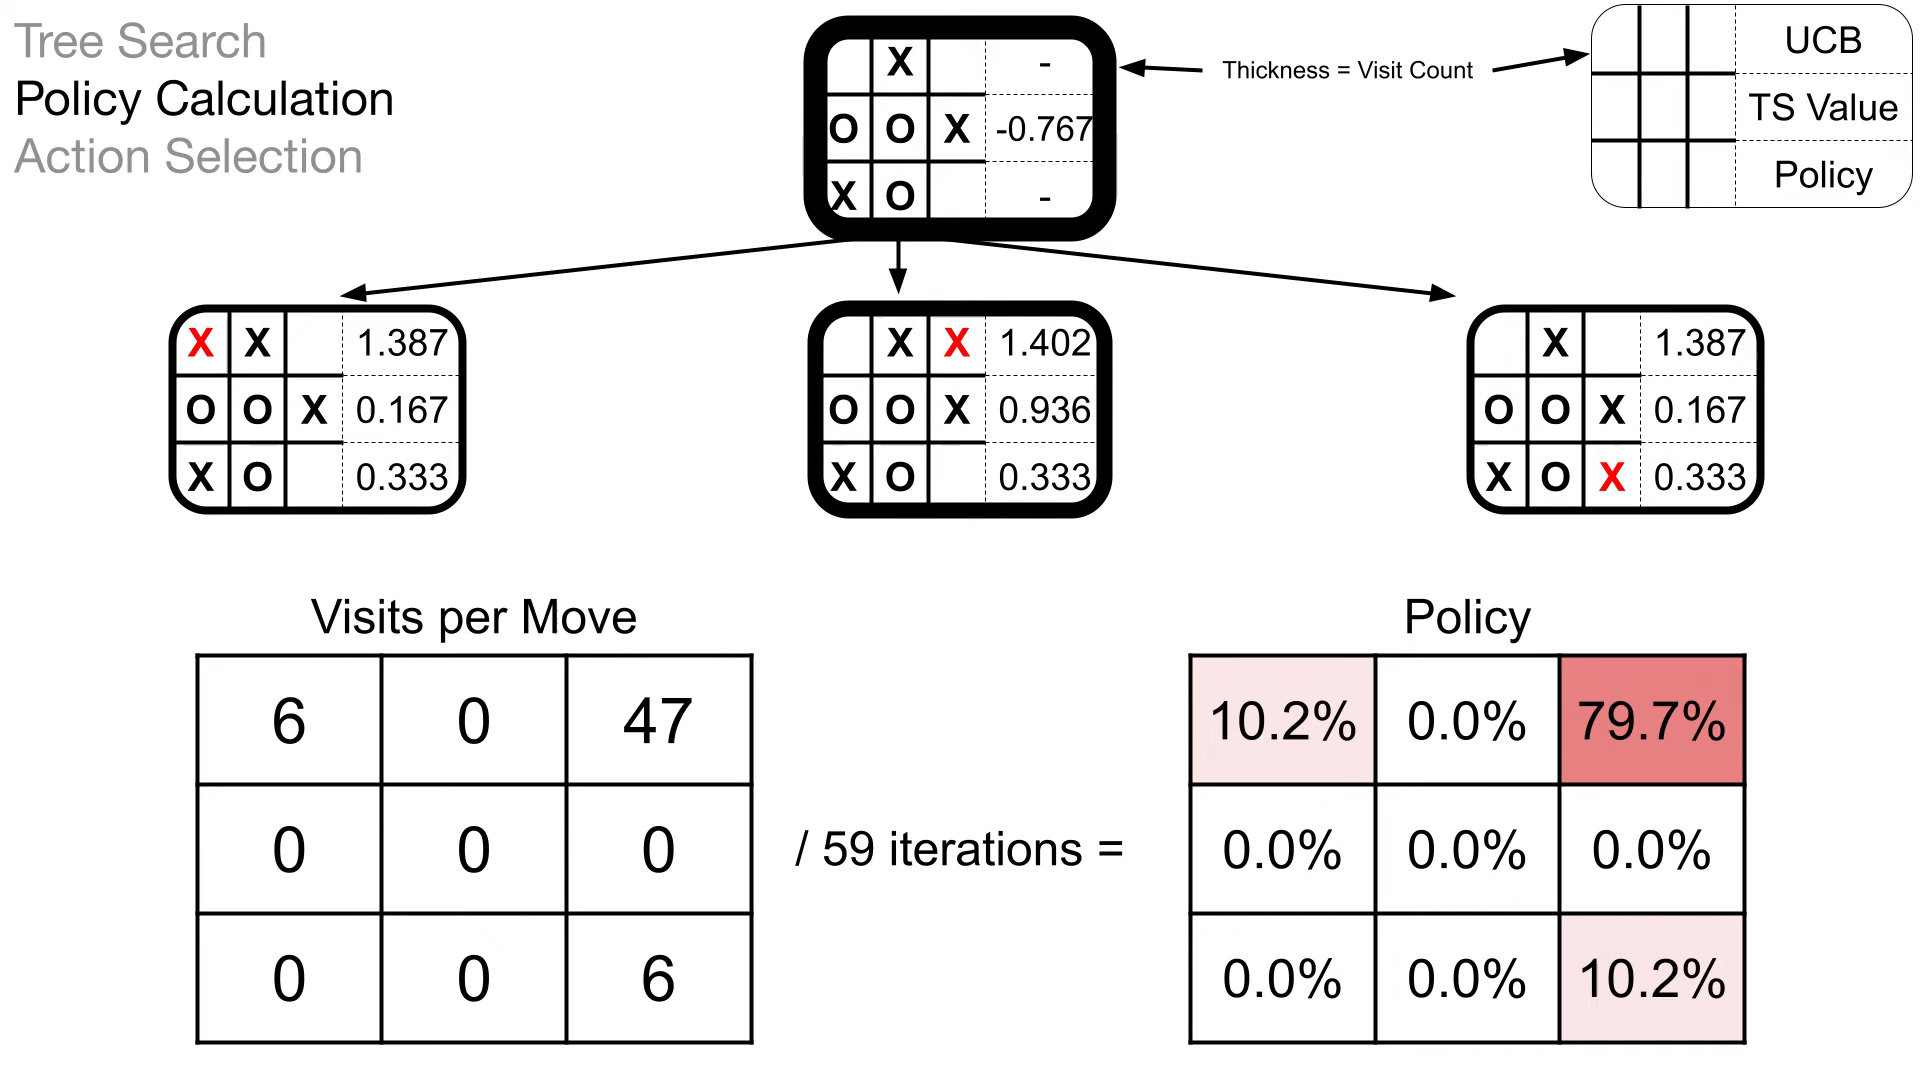 Tree Search
Policy Calculation
Action Selection
X -
O O X -0.767
X O -
Thickness = Visit Count
UCB
TS Value
Policy
X X 1.387
O O X 0.167
X O 0.333
X X 1.402
O O X 0.936
X O 0.333
X 1.387
O O X 0.167
X O X 0.333
Visits per Move
6 0 47
0 0 0
0 0 6
/ 59 iterations =
Policy
10.2% 0.0% 79.7%
0.0% 0.0% 0.0%
0.0% 0.0% 10.2%